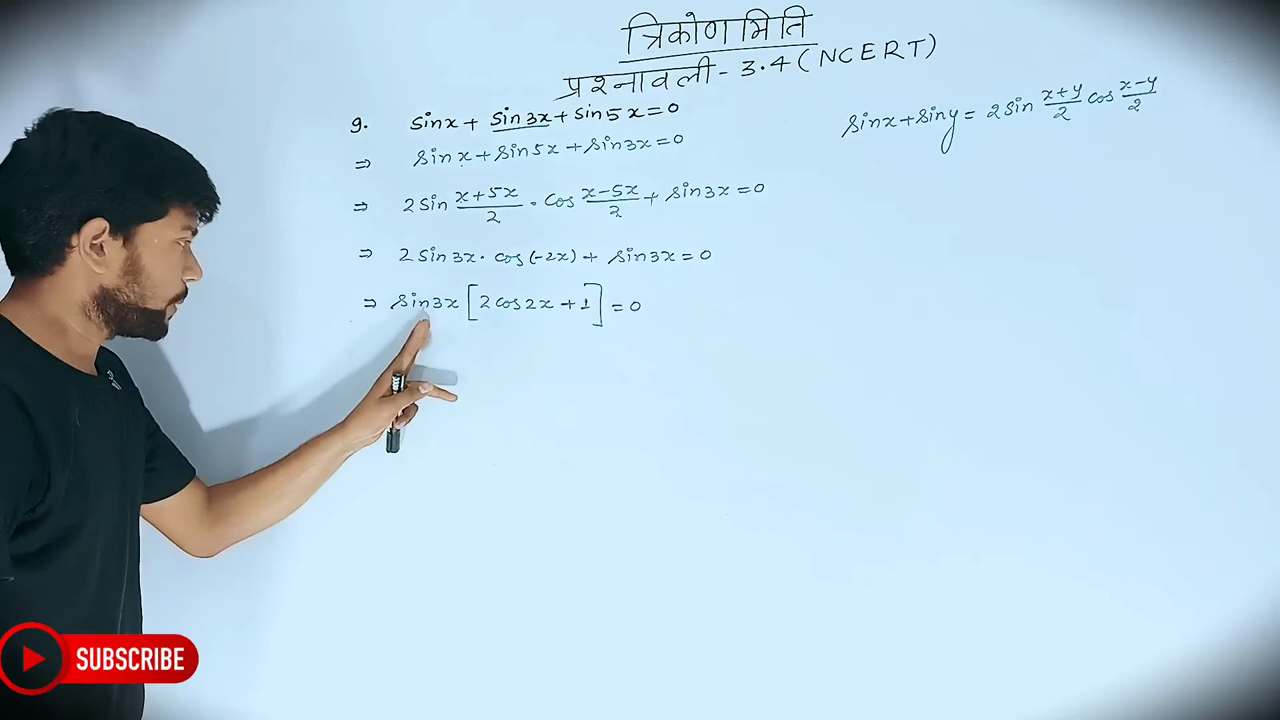 त्रिकोणमिति
प्रश्नावली - 3.4 (NCERT)
9. sinx + sin3x + sin5x = 0
sinx + siny = 2sin (x+y)/2 cos (x-y)/2
⇒ sinx + sin5x + sin3x = 0
⇒ 2sin (x+5x)/2 · cos (x-5x)/2 + sin3x = 0
⇒ 2sin3x · cos(-2x) + sin3x = 0
⇒ sin3x [2cos2x + 1] = 0
SUBSCRIBE